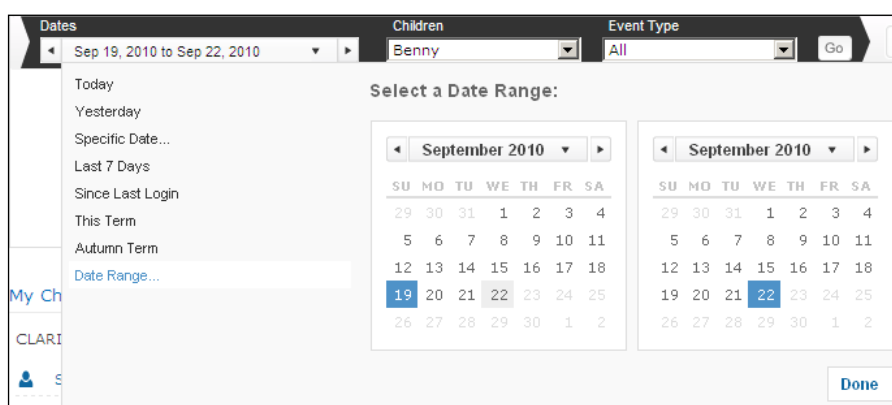 Dates Children Event Type
Sep 19, 2010 to Sep 22, 2010 Benny All Go
Today
Yesterday
Specific Date...
Last 7 Days
Since Last Login
This Term
Autumn Term
Date Range...
My Ch
CLARI
S
Select a Date Range:
September 2010
SU MO TU WE TH FR SA
29 30 31 1 2 3 4
5 6 7 8 9 10 11
12 13 14 15 16 17 18
19 20 21 22 23 24 25
26 27 28 29 30 1 2
September 2010
SU MO TU WE TH FR SA
29 30 31 1 2 3 4
5 6 7 8 9 10 11
12 13 14 15 16 17 18
19 20 21 22 23 24 25
26 27 28 29 30 1 2
Done